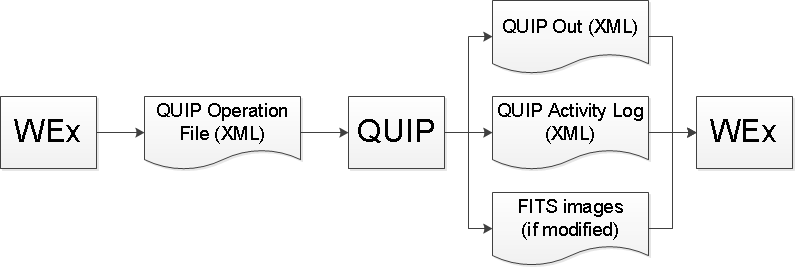 WEx
QUIP Operation
File (XML)
QUIP
QUIP Out (XML)
QUIP Activity Log
(XML)
FITS images
(if modified)
WEx